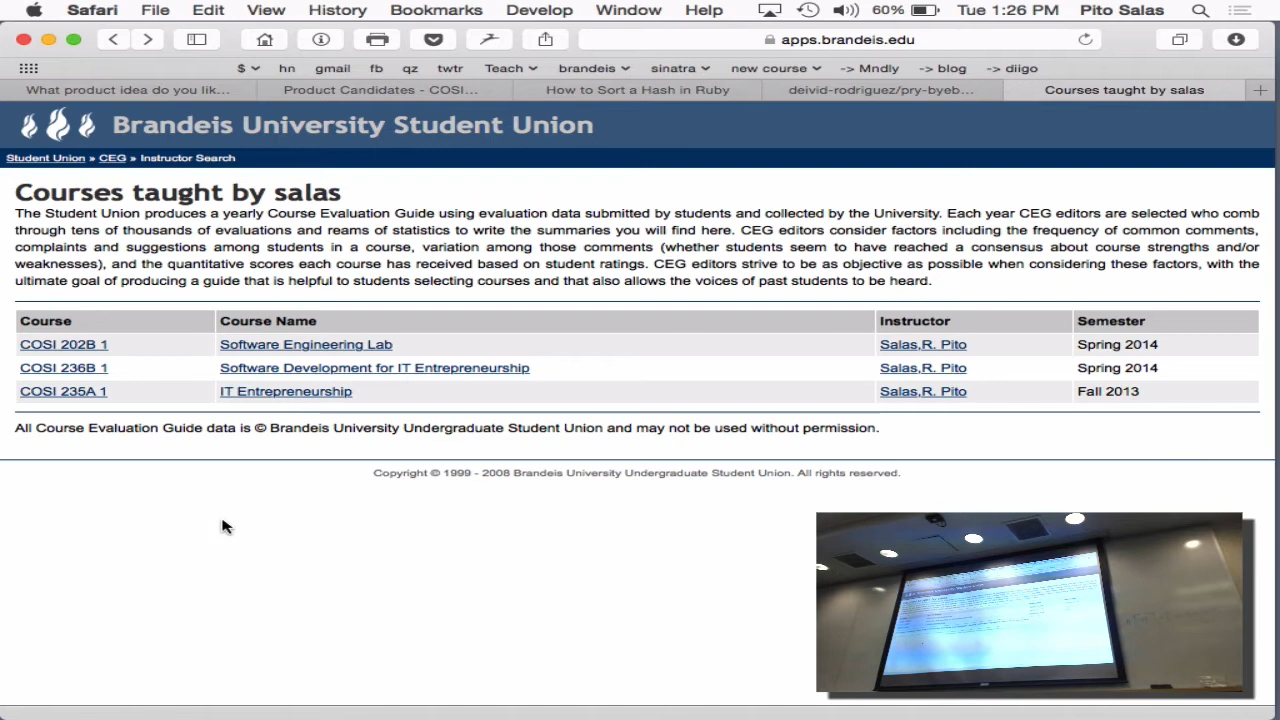 Safari File Edit View History Bookmarks Develop Window Help 60% Tue 1:26 PM Pito Salas
apps.brandeis.edu
$ hn gmail fb qz twtr Teach brandeis sinatra new course -> Mndly -> blog -> diigo
What product idea do you lik... Product Candidates - COSI... How to Sort a Hash in Ruby deivid-rodriguez/pry-byeb... Courses taught by salas
Brandeis University Student Union
Student Union » CEG » Instructor Search
Courses taught by salas
The Student Union produces a yearly Course Evaluation Guide using evaluation data submitted by students and collected by the University. Each year CEG editors are selected who comb
through tens of thousands of evaluations and reams of statistics to write the summaries you will find here. CEG editors consider factors including the frequency of common comments,
complaints and suggestions among students in a course, variation among those comments (whether students seem to have reached a consensus about course strengths and/or
weaknesses), and the quantitative scores each course has received based on student ratings. CEG editors strive to be as objective as possible when considering these factors, with the
ultimate goal of producing a guide that is helpful to students selecting courses and that also allows the voices of past students to be heard.
Course Course Name Instructor Semester
COSI 202B 1 Software Engineering Lab Salas,R. Pito Spring 2014
COSI 236B 1 Software Development for IT Entrepreneurship Salas,R. Pito Spring 2014
COSI 235A 1 IT Entrepreneurship Salas,R. Pito Fall 2013
All Course Evaluation Guide data is © Brandeis University Undergraduate Student Union and may not be used without permission.
Copyright © 1999 - 2008 Brandeis University Undergraduate Student Union. All rights reserved.